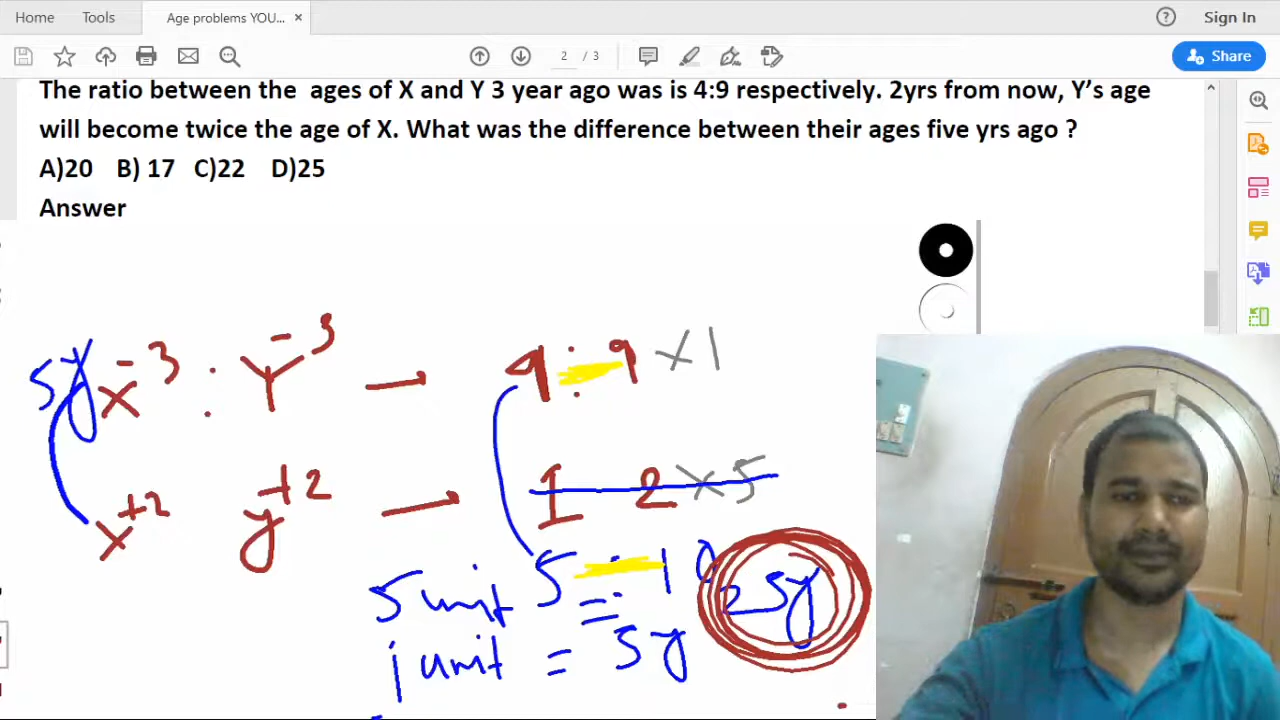 Home Tools Age problems YOU... × Sign In
2 / 3 Share
The ratio between the ages of X and Y 3 year ago was is 4:9 respectively. 2yrs from now, Y's age
will become twice the age of X. What was the difference between their ages five yrs ago ?
A)20 B) 17 C)22 D)25
Answer
5y x-3 : Y-3 → 4 : 9 ×1
x+2 y+2 → 1 2 ×5
5 : 10
5 unit = 25y
1 unit = 5y